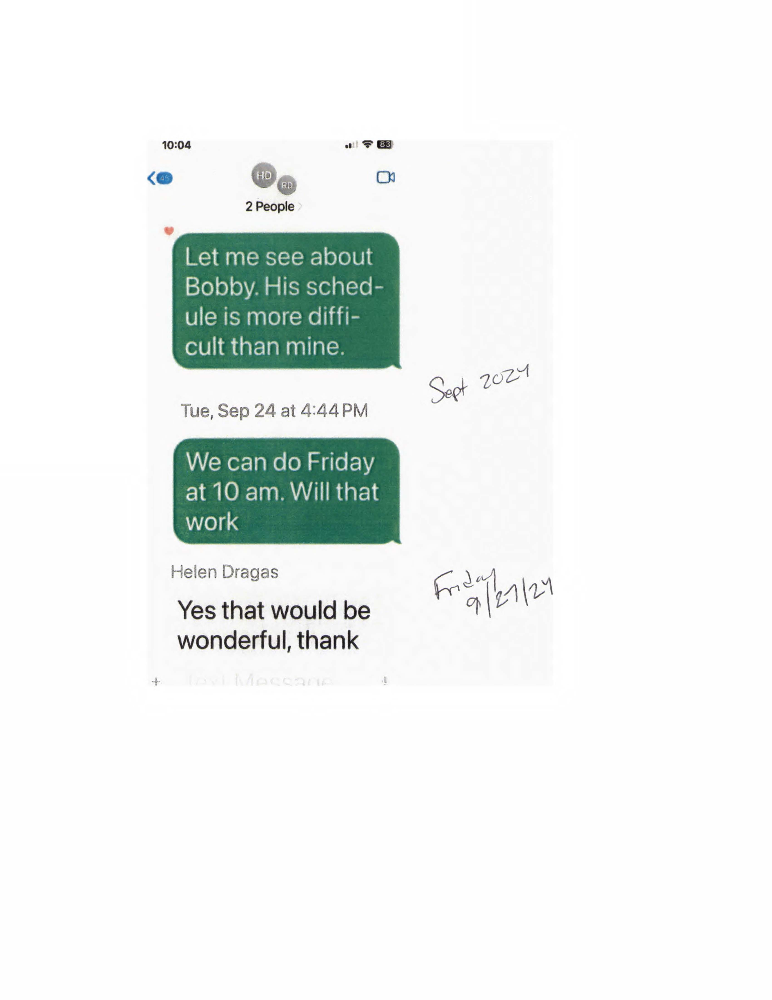 10:04
83
45
HD
RD
2 People
Let me see about
Bobby. His sched-
ule is more diffi-
cult than mine.
Sept 2024
Tue, Sep 24 at 4:44 PM
We can do Friday
at 10 am. Will that
work
Helen Dragas
Friday
9/27/24
Yes that would be
wonderful, thank
Text Message